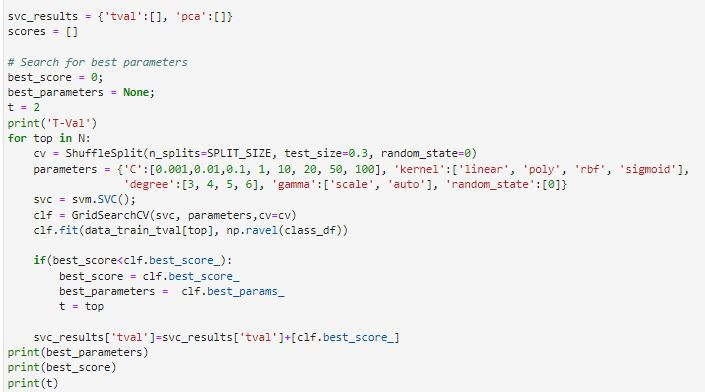 svc_results = {'tval':[], 'pca':[]}
scores = []
# Search for best parameters
best_score = 0;
best_parameters = None;
t = 2
print('T-Val')
for top in N:
    cv = ShuffleSplit(n_splits=SPLIT_SIZE, test_size=0.3, random_state=0)
    parameters = {'C':[0.001,0.01,0.1, 1, 10, 20, 50, 100], 'kernel':['linear', 'poly', 'rbf', 'sigmoid'],
                  'degree':[3, 4, 5, 6], 'gamma':['scale', 'auto'], 'random_state':[0]}
    svc = svm.SVC();
    clf = GridSearchCV(svc, parameters,cv=cv)
    clf.fit(data_train_tval[top], np.ravel(class_df))
    if(best_score<clf.best_score_):
        best_score = clf.best_score_
        best_parameters =  clf.best_params_
        t = top
    svc_results['tval']=svc_results['tval']+[clf.best_score_]
print(best_parameters)
print(best_score)
print(t)